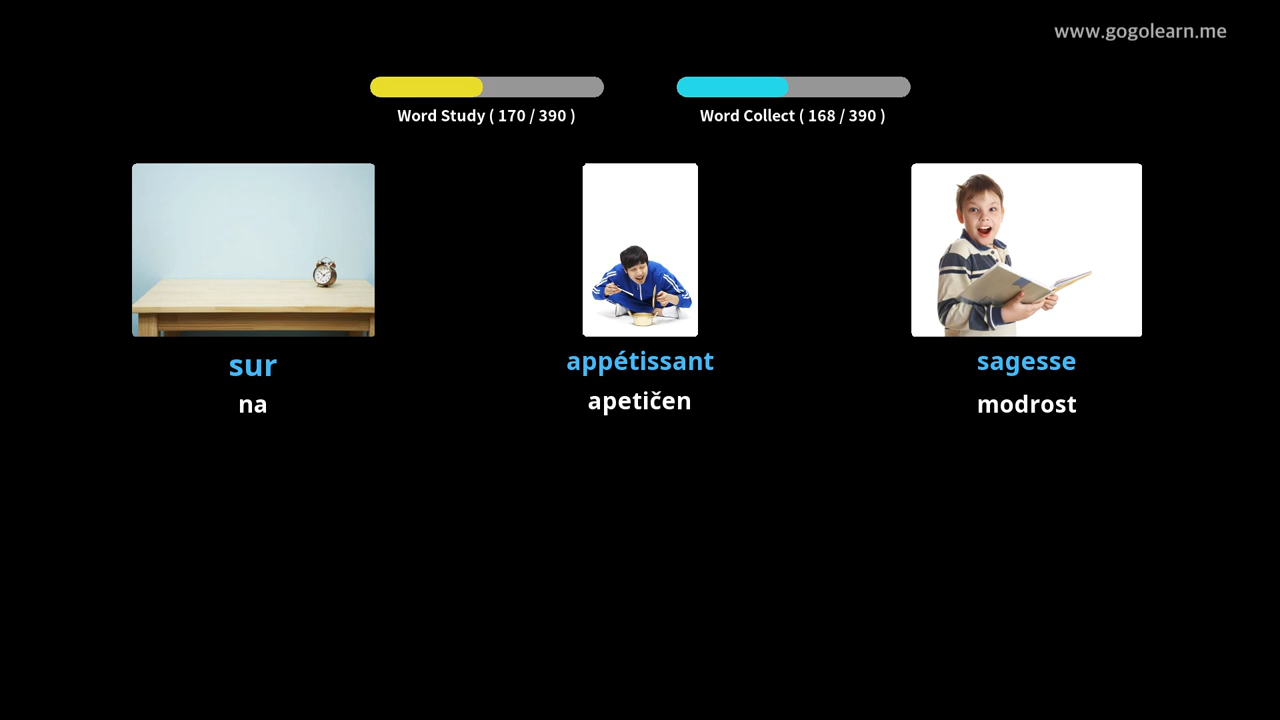 www.gogolearn.me
Word Study ( 170 / 390 )
Word Collect ( 168 / 390 )
sur
na
appétissant
apetičen
sagesse
modrost